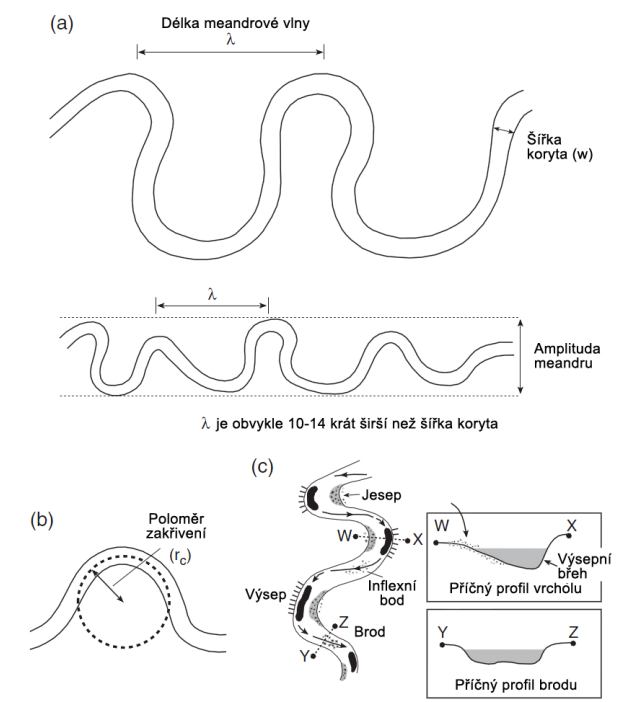 (a)
Délka meandrové vlny
λ
Šířka
koryta (w)
λ
Amplituda
meandru
λ je obvykle 10-14 krát širší než šířka koryta
(b)
Poloměr
zakřivení
(rc)
(c)
Jesep
W
X
Inflexní
bod
Výsep
Z
Brod
Y
W
X
Výsepní
břeh
Příčný profil vrcholu
Y
Z
Příčný profil brodu